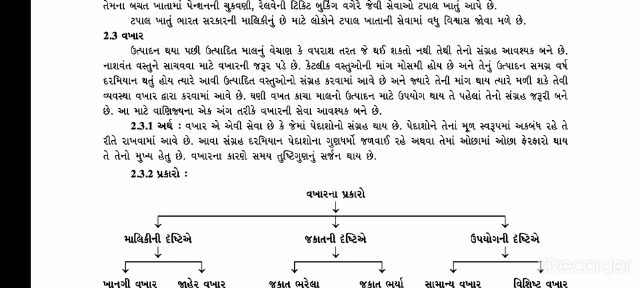 તેમના બચત ખાતામાં પેન્શનની ચુકવણી, રેલવેની ટિકિટ બુકિંગ વગેરે જેવી સેવાઓ ટપાલ ખાતું આપે છે.
ટપાલ ખાતું ભારત સરકારની માલિકીનું છે માટે લોકોને ટપાલ ખાતાની સેવામાં વધુ વિશ્વાસ જોવા મળે છે.
2.3 વખાર
ઉત્પાદન થયા પછી ઉત્પાદિત માલનું વેચાણ કે વપરાશ તરત જે થઈ શકતો નથી તેથી તેનો સંગ્રહ આવશ્યક બને છે.
નાશવંત વસ્તુને સાચવવા માટે વખારની જરૂર પડે છે. કેટલીક વસ્તુઓની માંગ મોસમી હોય છે અને તેનું ઉત્પાદન સમગ્ર વર્ષ
દરમિયાન થતું હોય ત્યારે આવી ઉત્પાદિત વસ્તુઓનો સંગ્રહ કરવામાં આવે છે અને જ્યારે તેની માંગ થાય ત્યારે મળી શકે તેવી
વ્યવસ્થા વખાર દ્વારા કરવામાં આવે છે. ઘણી વખત કાચા માલનો ઉત્પાદન માટે ઉપયોગ થાય તે પહેલાં તેનો સંગ્રહ જરૂરી બને
છે. આ માટે વાણિજ્યના એક અંગ તરીકે વખારની સેવા આવશ્યક બને છે.
2.3.1 અર્થ : વખાર એ એવી સેવા છે કે જેમાં પેદાશોનો સંગ્રહ થાય છે. પેદાશોને તેનાં મૂળ સ્વરૂપમાં અકબંધ રહે તે
રીતે રાખવામાં આવે છે. આવા સંગ્રહ દરમિયાન પેદાશોના ગુણધર્મો જળવાઈ રહે અથવા તેમાં ઓછામાં ઓછા ફેરફારો થાય
તે તેનો મુખ્ય હેતુ છે. વખારના કારણે સમય તુષ્ટિગુણનું સર્જન થાય છે.
2.3.2 પ્રકારો :
વખારના પ્રકારો
માલિકીની દૃષ્ટિએ જકાતની દૃષ્ટિએ ઉપયોગની દૃષ્ટિએ
ખાનગી વખાર જાહેર વખાર જકાત ભરેલા જકાત ભર્યા સામાન્ય વખાર વિશિષ્ટ વખાર
Recorder